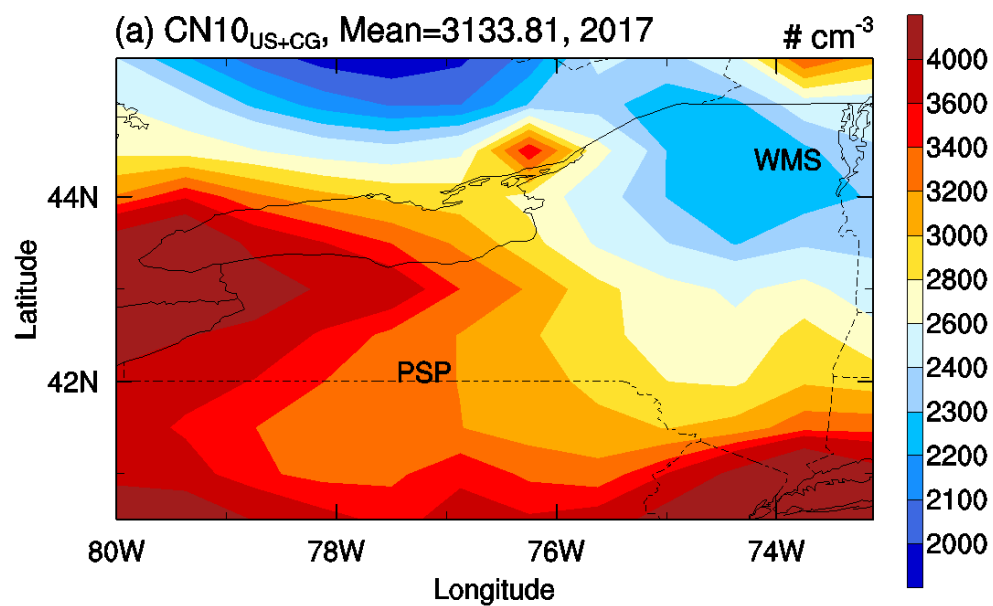 (a) CN10US+CG, Mean=3133.81, 2017
# cm-3
4000
3600
3400
3200
3000
2800
2600
2400
2300
2200
2100
2000
WMS
PSP
44N
42N
Latitude
80W
78W
76W
74W
Longitude